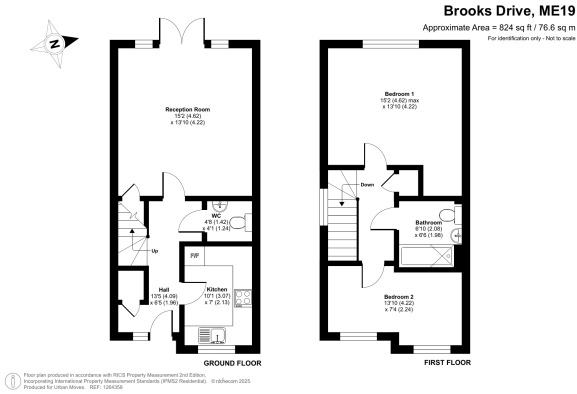 Brooks Drive, ME19
Approximate Area = 824 sq ft / 76.6 sq m
For identification only - Not to scale
N
Reception Room
15'2 (4.62)
x 13'10 (4.22)
WC
4'8 (1.42)
x 4'1 (1.24)
Up
F/F
Hall
13'5 (4.09)
x 6'5 (1.96)
Kitchen
10'1 (3.07)
x 7' (2.13)
GROUND FLOOR
Bedroom 1
15'2 (4.62) max
x 13'10 (4.22)
Down
Bathroom
6'10 (2.08)
x 6'6 (1.98)
Bedroom 2
13'10 (4.22)
x 7'4 (2.24)
FIRST FLOOR
Floor plan produced in accordance with RICS Property Measurement 2nd Edition,
Incorporating International Property Measurement Standards (IPMS2 Residential). © nichecom 2025.
Produced for Urban Moves. REF: 1264358